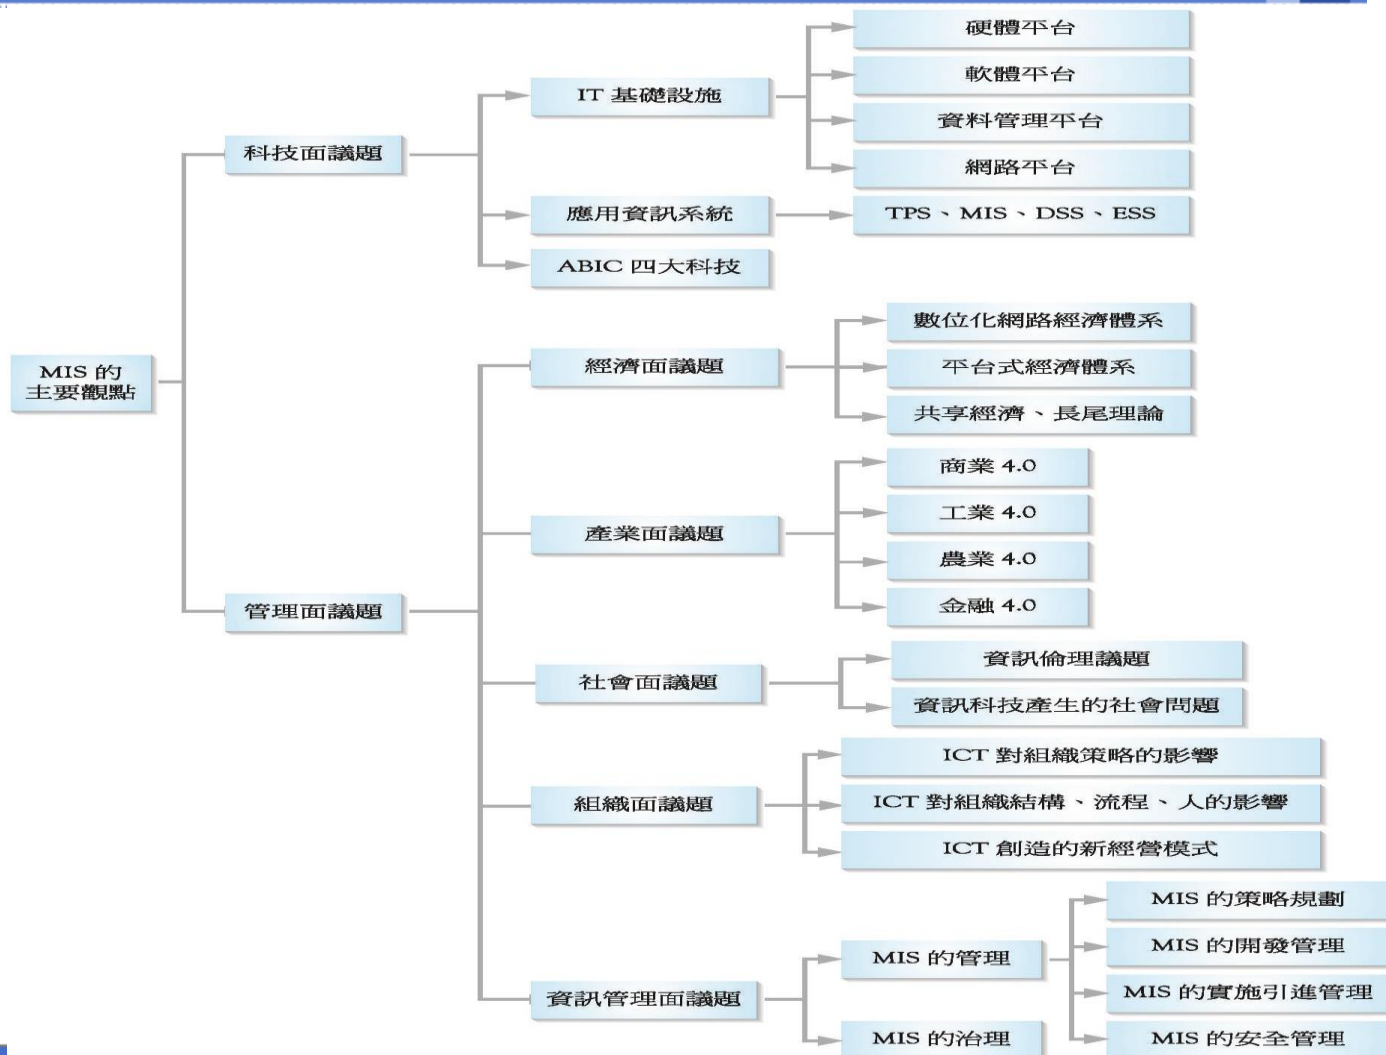 MIS 的
主要觀點
科技面議題
IT 基礎設施
硬體平台
軟體平台
資料管理平台
網路平台
應用資訊系統
TPS、MIS、DSS、ESS
ABIC 四大科技
管理面議題
經濟面議題
數位化網路經濟體系
平台式經濟體系
共享經濟、長尾理論
產業面議題
商業 4.0
工業 4.0
農業 4.0
金融 4.0
社會面議題
資訊倫理議題
資訊科技產生的社會問題
組織面議題
ICT 對組織策略的影響
ICT 對組織結構、流程、人的影響
ICT 創造的新經營模式
資訊管理面議題
MIS 的管理
MIS 的策略規劃
MIS 的開發管理
MIS 的實施引進管理
MIS 的安全管理
MIS 的治理